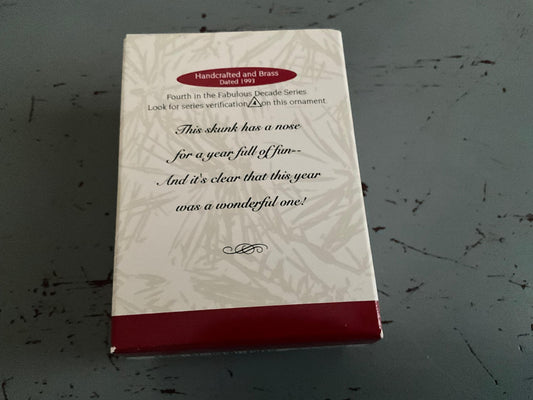 Handcrafted and Brass
Dated 1993
Fourth in the Fabulous Decade Series
Look for series verification 4 on this ornament
This skunk has a nose
for a year full of fun--
And it's clear that this year
was a wonderful one!